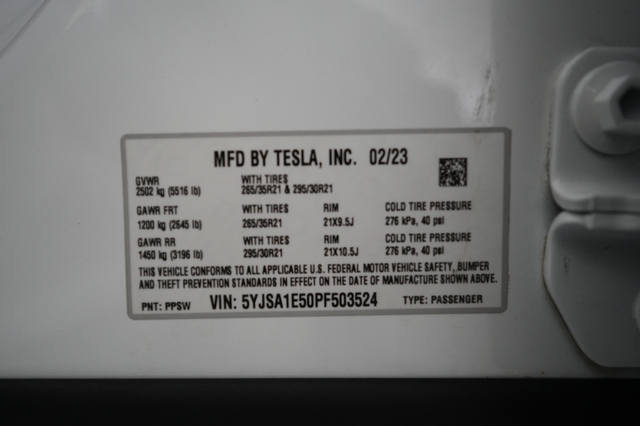 MFD BY TESLA, INC. 02/23
GVWR WITH TIRES
2502 kg (5516 lb) 265/35R21 & 295/30R21
GAWR FRT WITH TIRES RIM COLD TIRE PRESSURE
1200 kg (2645 lb) 265/35R21 21X9.5J 276 kPa, 40 psi
GAWR RR WITH TIRES RIM COLD TIRE PRESSURE
1450 kg (3196 lb) 295/30R21 21X10.5J 276 kPa, 40 psi
THIS VEHICLE CONFORMS TO ALL APPLICABLE U.S. FEDERAL MOTOR VEHICLE SAFETY, BUMPER
AND THEFT PREVENTION STANDARDS IN EFFECT ON THE DATE OF MANUFACTURE SHOWN ABOVE.
PNT: PPSW VIN: 5YJSA1E50PF503524 TYPE: PASSENGER